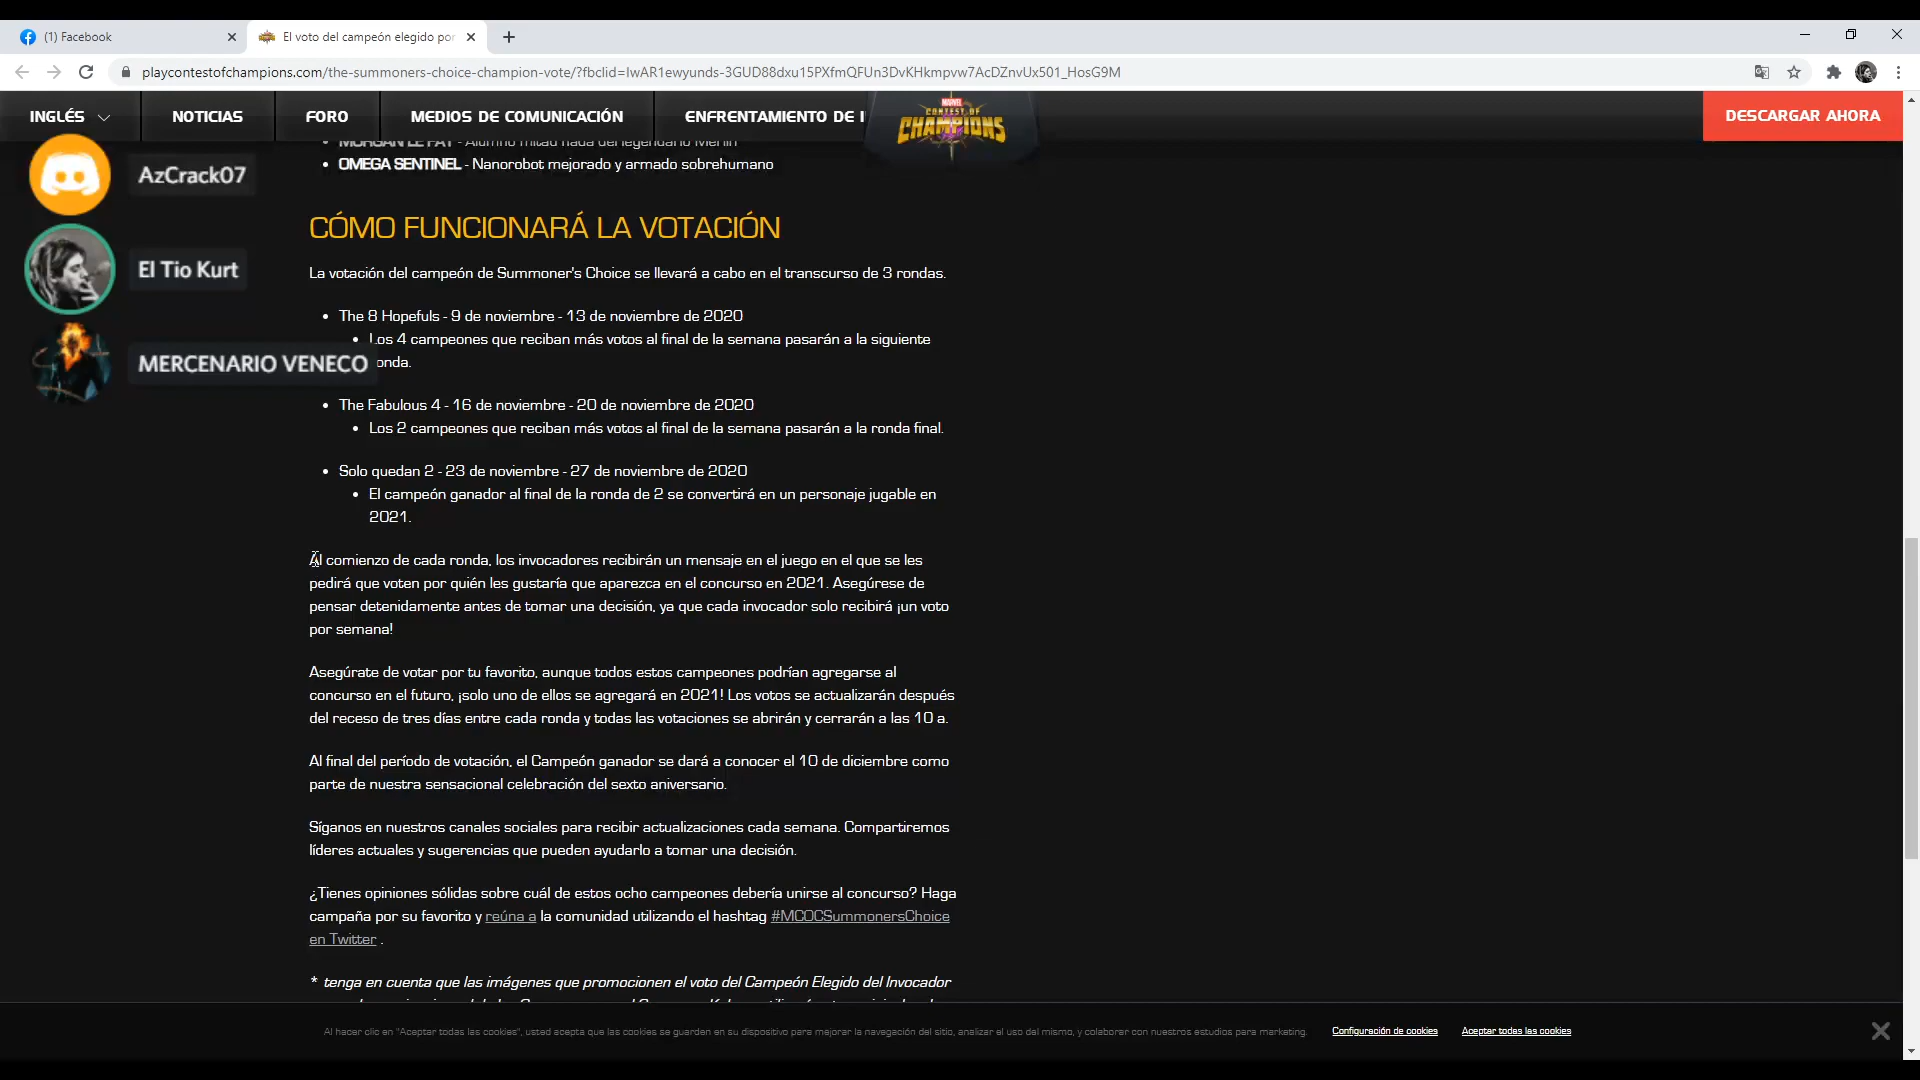 (1) Facebook
El voto del campeón elegido por
playcontestofchampions.com/the-summoners-choice-champion-vote/?fbclid=IwAR1ewyunds-3GUD88dxu15PXfmQFUn3DvKHkmpvw7AcDZnvUx501_HosG9M
INGLÉS
NOTICIAS
FORO
MEDIOS DE COMUNICACIÓN
ENFRENTAMIENTO DE I
MARVEL
CONTEST OF
CHAMPIONS
DESCARGAR AHORA
MORGAN LE FAY - Alumno mitad hada del legendario Merlín
OMEGA SENTINEL - Nanorobot mejorado y armado sobrehumano
AzCrack07
El Tio Kurt
MERCENARIO VENECO
CÓMO FUNCIONARÁ LA VOTACIÓN
La votación del campeón de Summoner's Choice se llevará a cabo en el transcurso de 3 rondas.
The 8 Hopefuls - 9 de noviembre - 13 de noviembre de 2020
Los 4 campeones que reciban más votos al final de la semana pasarán a la siguiente
onda.
The Fabulous 4 - 16 de noviembre - 20 de noviembre de 2020
Los 2 campeones que reciban más votos al final de la semana pasarán a la ronda final.
Solo quedan 2 - 23 de noviembre - 27 de noviembre de 2020
El campeón ganador al final de la ronda de 2 se convertirá en un personaje jugable en
2021.
Al comienzo de cada ronda, los invocadores recibirán un mensaje en el juego en el que se les
pedirá que voten por quién les gustaría que aparezca en el concurso en 2021. Asegúrese de
pensar detenidamente antes de tomar una decisión, ya que cada invocador solo recibirá ¡un voto
por semana!
Asegúrate de votar por tu favorito, aunque todos estos campeones podrían agregarse al
concurso en el futuro, ¡solo uno de ellos se agregará en 2021! Los votos se actualizarán después
del receso de tres días entre cada ronda y todas las votaciones se abrirán y cerrarán a las 10 a.
Al final del período de votación, el Campeón ganador se dará a conocer el 10 de diciembre como
parte de nuestra sensacional celebración del sexto aniversario.
Síganos en nuestros canales sociales para recibir actualizaciones cada semana. Compartiremos
líderes actuales y sugerencias que pueden ayudarlo a tomar una decisión.
¿Tienes opiniones sólidas sobre cuál de estos ocho campeones debería unirse al concurso? Haga
campaña por su favorito y reúna a la comunidad utilizando el hashtag #MCOCSummonersChoice
en Twitter .
* tenga en cuenta que las imágenes que promocionen el voto del Campeón Elegido del Invocador
Al hacer clic en "Aceptar todas las cookies", usted acepta que las cookies se guarden en su dispositivo para mejorar la navegación del sitio, analizar el uso del mismo, y colaborar con nuestros estudios para marketing.
Configuración de cookies
Aceptar todas las cookies